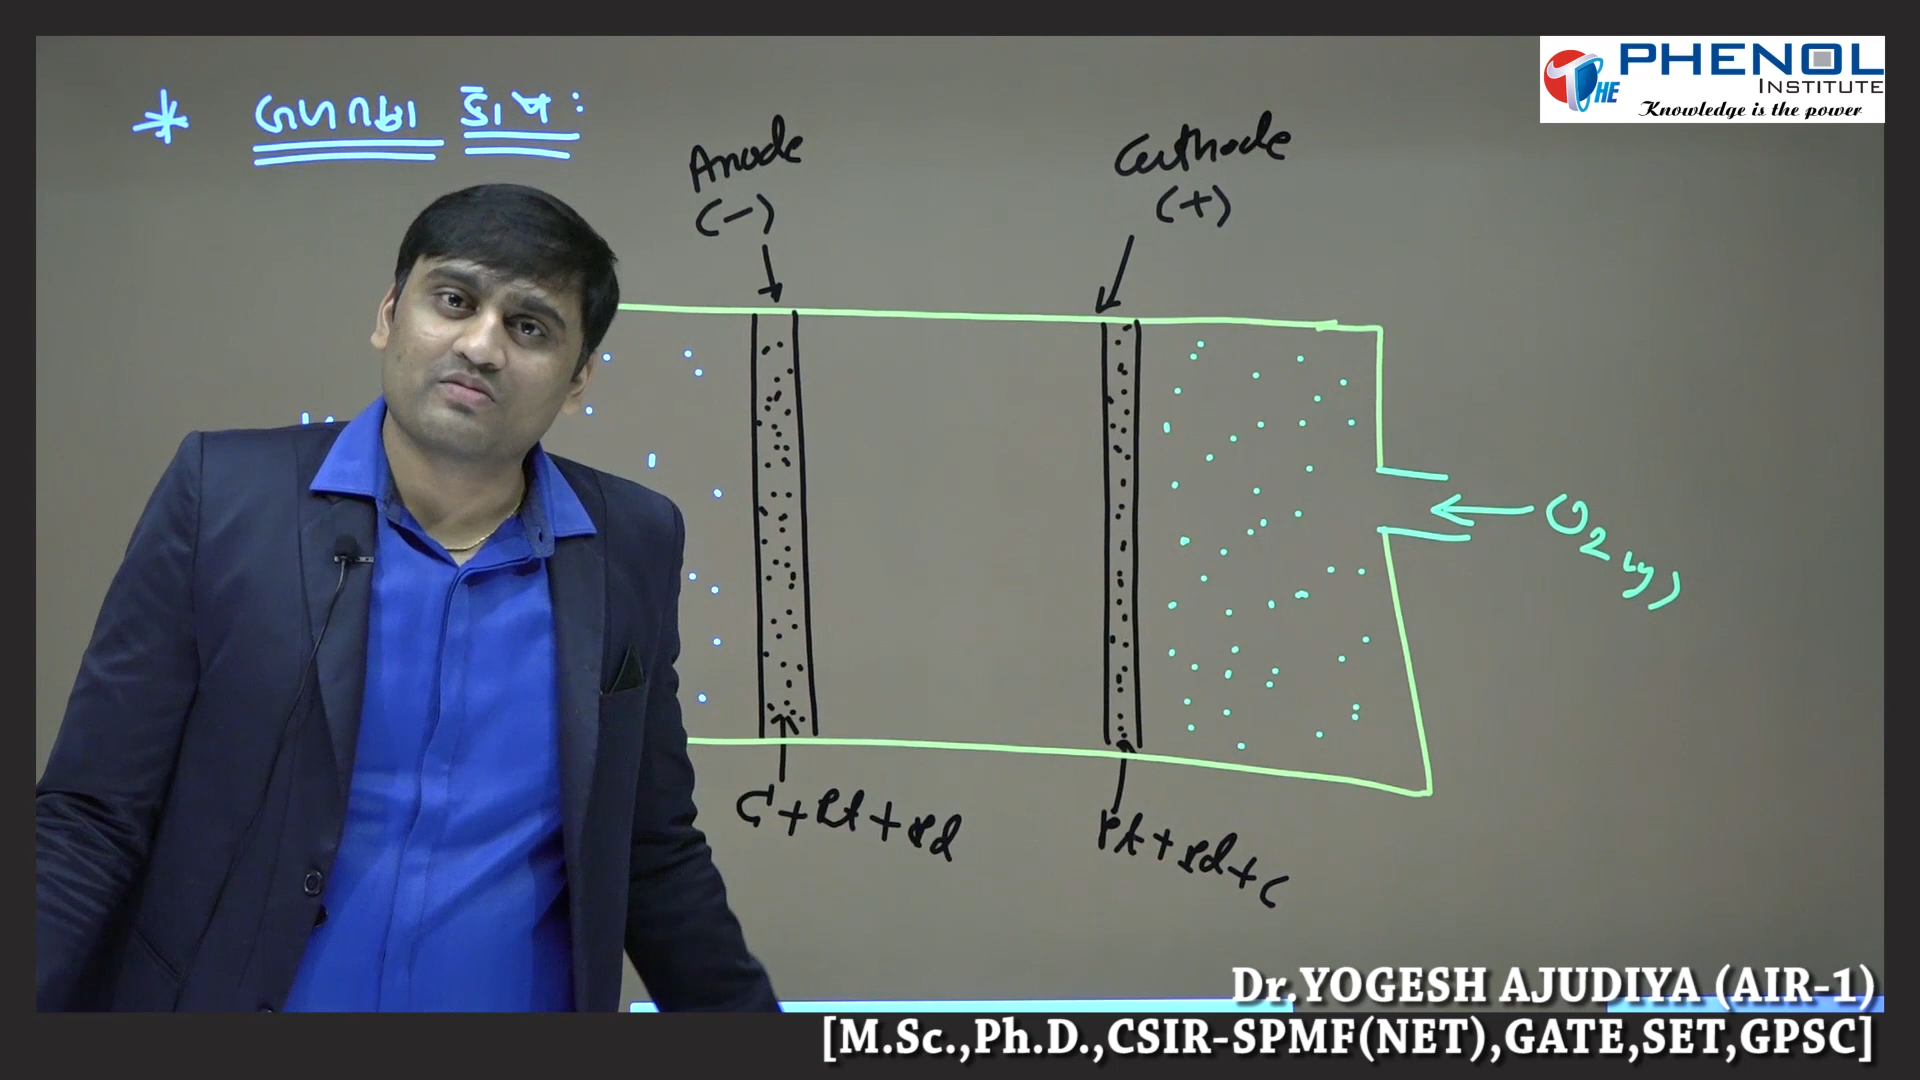 THE PHENOL
INSTITUTE
Knowledge is the power
* બળતણ કોષ :
Anode
(-)
Cathode
(+)
O2(g)
C+Pt+Pd
Pt+Pd+C
Dr.YOGESH AJUDIYA (AIR-1)
[M.Sc.,Ph.D.,CSIR-SPMF(NET),GATE,SET,GPSC]